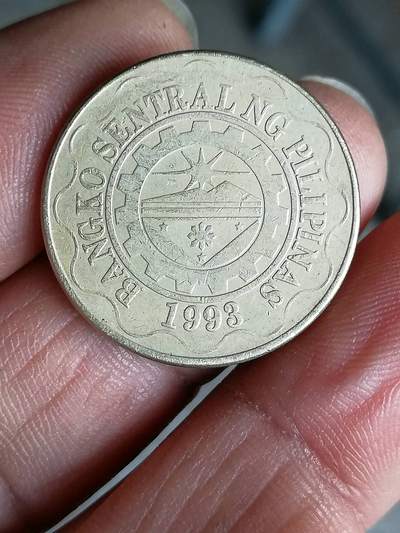 BANGKO SENTRAL NG PILIPINAS
1993